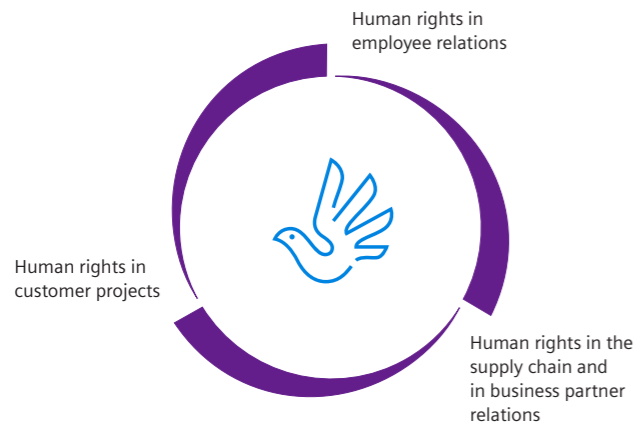 Human rights in
employee relations
Human rights in
customer projects
Human rights in the
supply chain and
in business partner
relations